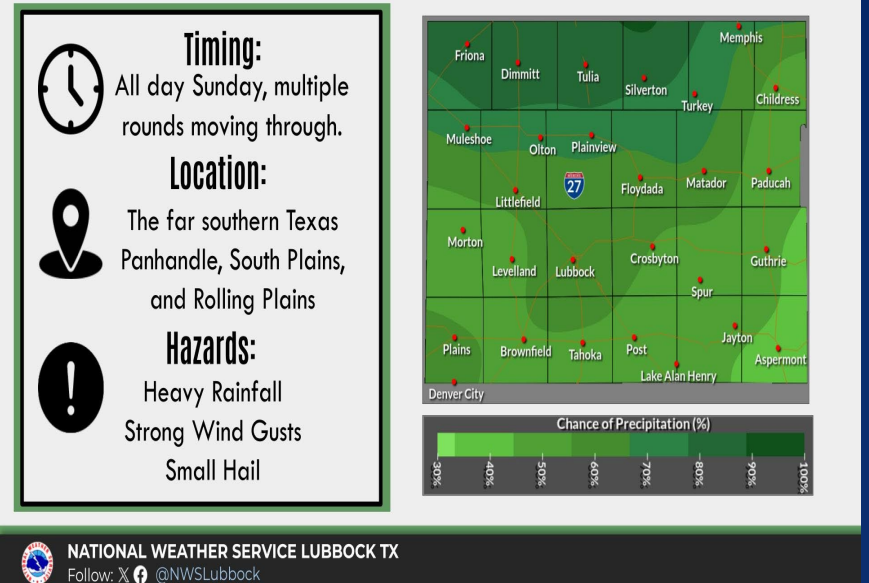 Timing:
All day Sunday, multiple
rounds moving through.
Location:
The far southern Texas
Panhandle, South Plains,
and Rolling Plains
Hazards:
Heavy Rainfall
Strong Wind Gusts
Small Hail
Memphis
Friona
Dimmitt
Tulia
Silverton
Turkey
Childress
Muleshoe
Olton
Plainview
27
Littlefield
Floydada
Matador
Paducah
Morton
Levelland
Lubbock
Crosbyton
Guthrie
Spur
Plains
Brownfield
Tahoka
Post
Jayton
Aspermont
Lake Alan Henry
Denver City
Chance of Precipitation (%)
30% 40% 50% 60% 70% 80% 90% 100%
NATIONAL WEATHER SERVICE LUBBOCK TX
Follow: X f @NWSLubbock